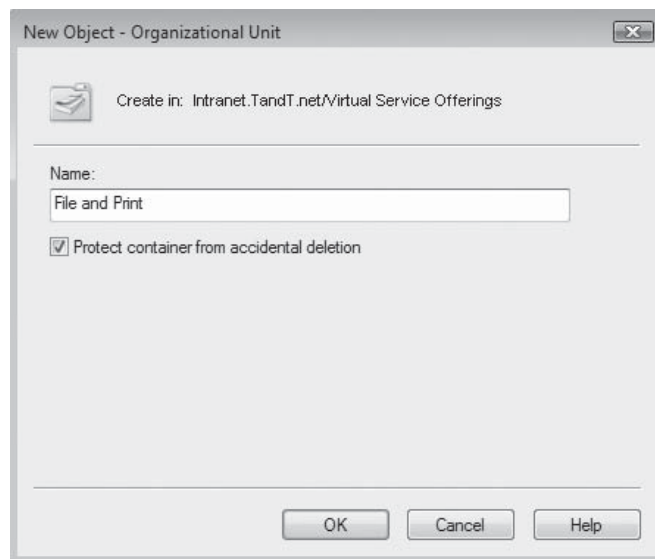 New Object - Organizational Unit
Create in: Intranet.TandT.net/Virtual Service Offerings
Name:
File and Print
Protect container from accidental deletion
OK
Cancel
Help